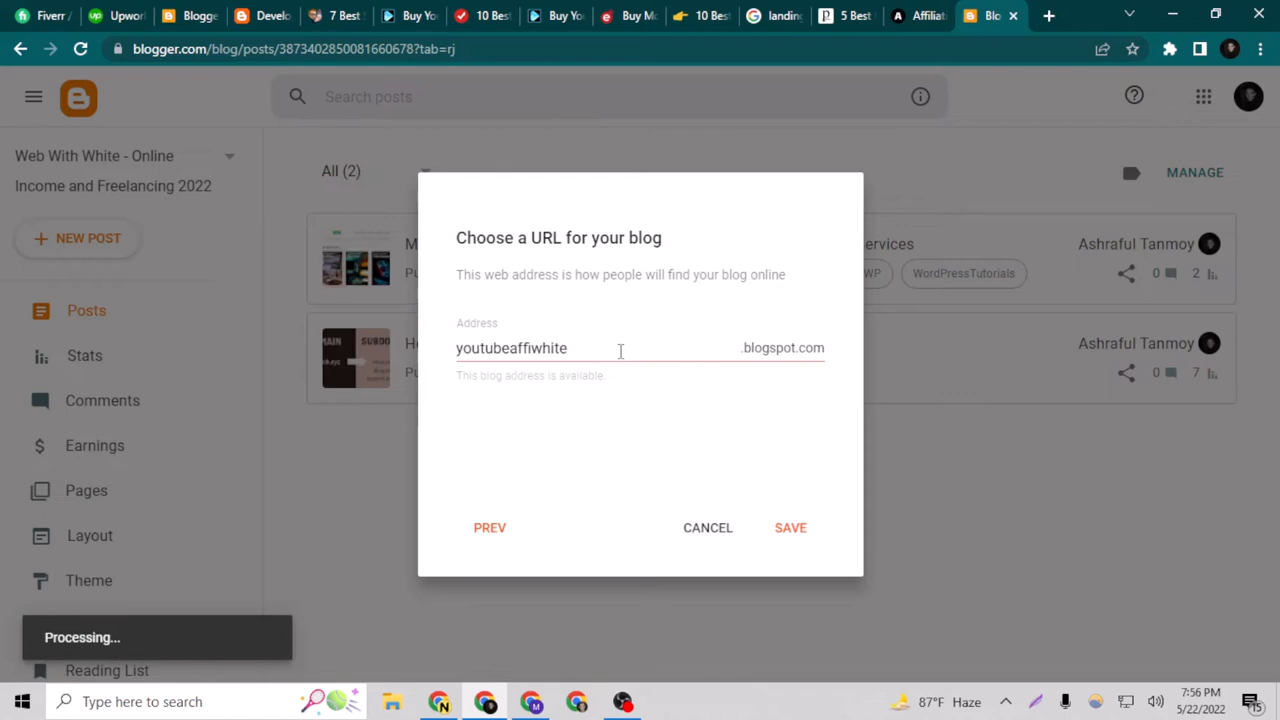 Fiverr
Upwor
Blogge
Develo
7 Best
Buy Yo
10 Best
Buy Yo
Buy Mo
10 Best
landing
5 Best
Affiliat
Blo
blogger.com/blog/posts/3873402850081660678?tab=rj
Search posts
Web With White - Online
Income and Freelancing 2022
All (2)
MANAGE
NEW POST
ervices
Ashraful Tanmoy
WP
WordPressTutorials
0
2
Posts
Stats
Comments
Earnings
Pages
Layout
Theme
Reading List
Ashraful Tanmoy
0
7
Choose a URL for your blog
This web address is how people will find your blog online
Address
youtubeaffiwhite
.blogspot.com
This blog address is available.
PREV
CANCEL
SAVE
Processing...
Type here to search
87°F Haze
7:56 PM
5/22/2022
15